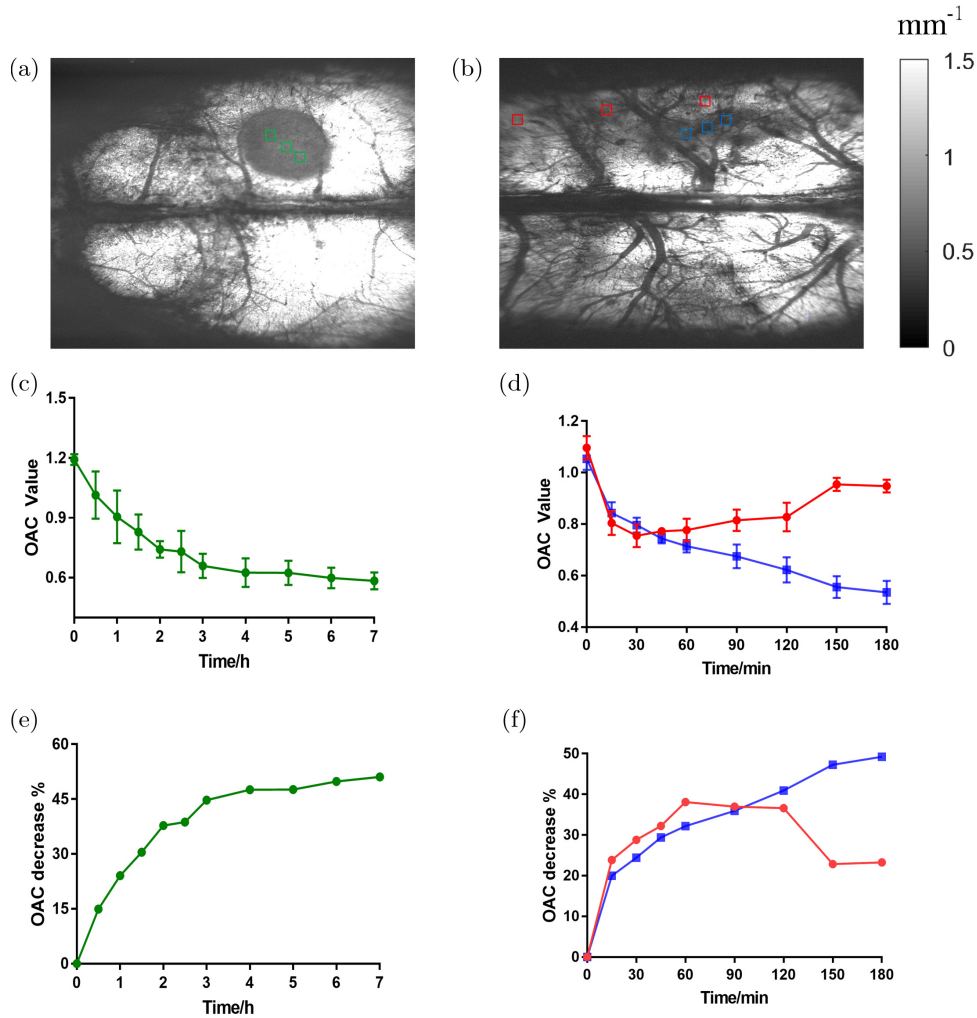 mm⁻¹
(a)
(b)
1.5
1
0.5
0
(c)
1.5
1.2
0.9
0.6
OAC Value
0 1 2 3 4 5 6 7
Time/h
(d)
1.2
1.0
0.8
0.6
0.4
OAC Value
0 30 60 90 120 150 180
Time/min
(e)
60
45
30
15
0
OAC decrease %
0 1 2 3 4 5 6 7
Time/h
(f)
50
40
30
20
10
0
OAC decrease %
0 30 60 90 120 150 180
Time/min